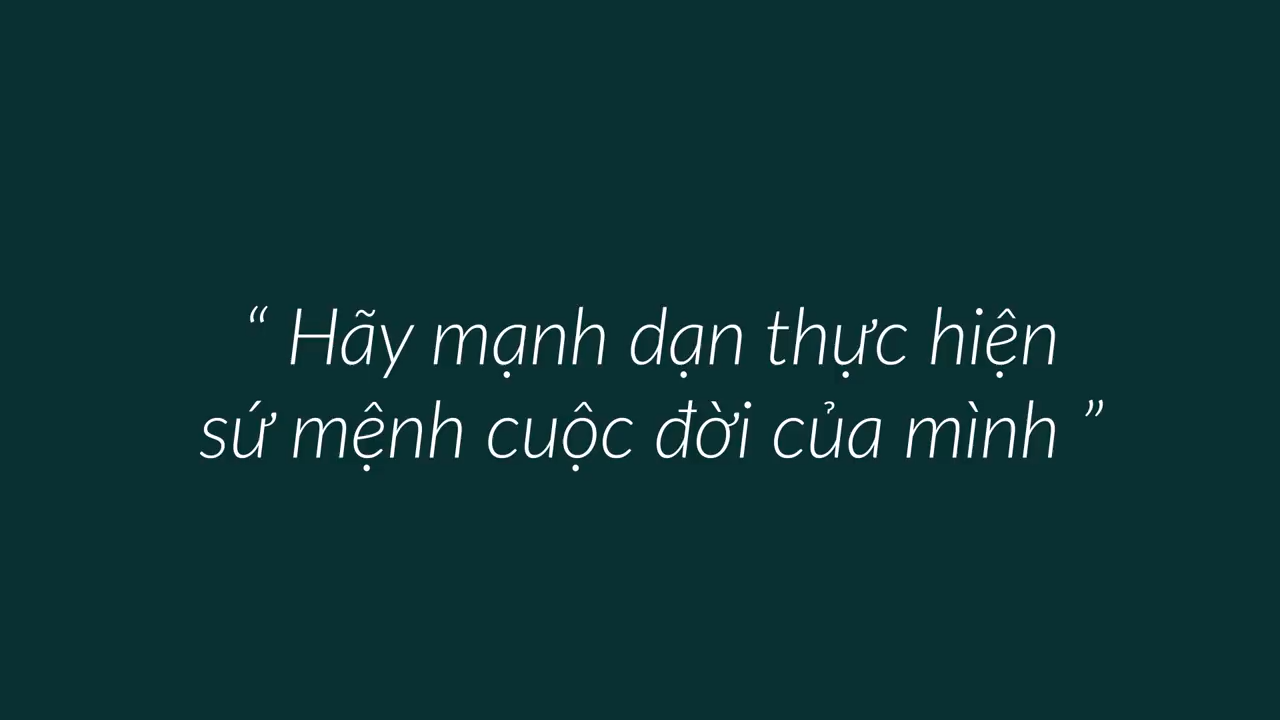 “ Hãy mạnh dạn thực hiện
sứ mệnh cuộc đời của mình ”